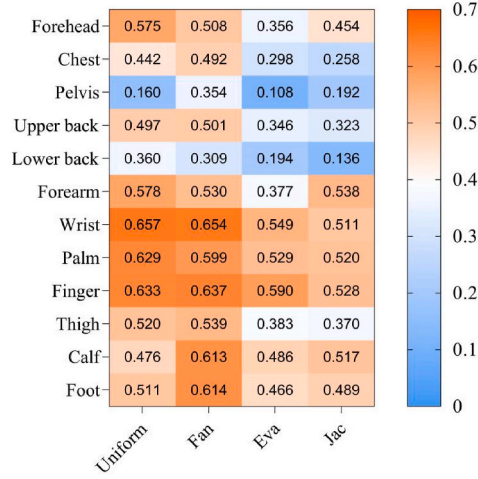 Forehead 0.575 0.508 0.356 0.454
Chest 0.442 0.492 0.298 0.258
Pelvis 0.160 0.354 0.108 0.192
Upper back 0.497 0.501 0.346 0.323
Lower back 0.360 0.309 0.194 0.136
Forearm 0.578 0.530 0.377 0.538
Wrist 0.657 0.654 0.549 0.511
Palm 0.629 0.599 0.529 0.520
Finger 0.633 0.637 0.590 0.528
Thigh 0.520 0.539 0.383 0.370
Calf 0.476 0.613 0.486 0.517
Foot 0.511 0.614 0.466 0.489
Uniform Fan Eva Jac
0.7
0.6
0.5
0.4
0.3
0.2
0.1
0